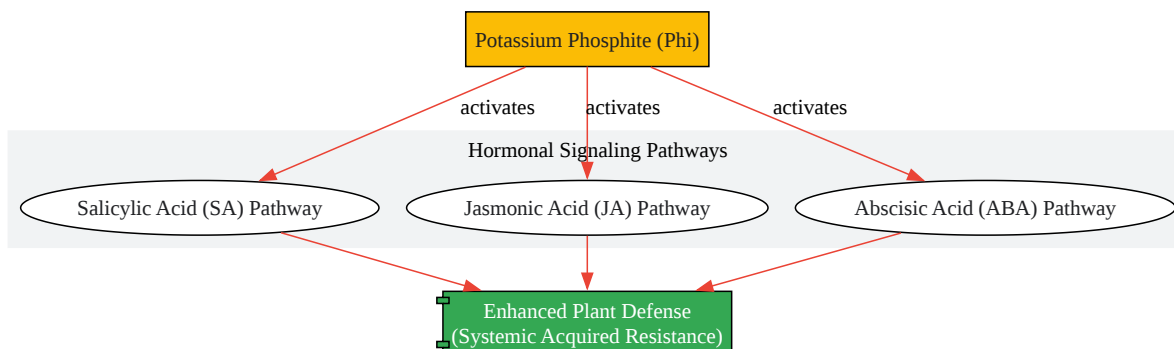 Potassium Phosphite (Phi)
activates
activates
activates
Hormonal Signaling Pathways
Salicylic Acid (SA) Pathway
Jasmonic Acid (JA) Pathway
Abscisic Acid (ABA) Pathway
Enhanced Plant Defense
(Systemic Acquired Resistance)